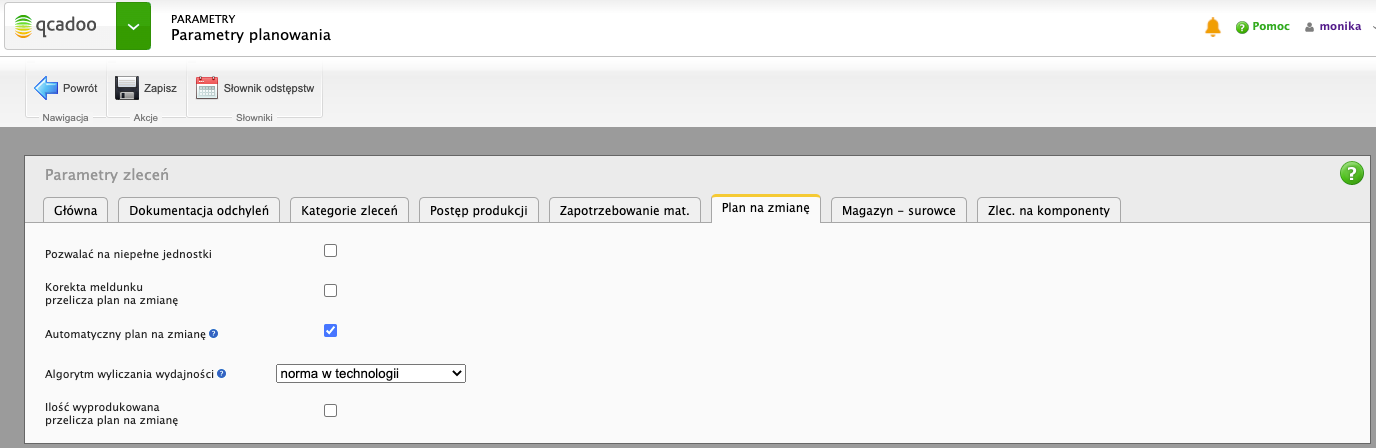 qcadoo
PARAMETRY
Parametry planowania
Pomoc
monika
Powrót
Zapisz
Słownik odstępstw
Nawigacja
Akcje
Słowniki
Parametry zleceń
?
Główna
Dokumentacja odchyleń
Kategorie zleceń
Postęp produkcji
Zapotrzebowanie mat.
Plan na zmianę
Magazyn - surowce
Zlec. na komponenty
Pozwalać na niepełne jednostki
Korekta meldunku
przelicza plan na zmianę
Automatyczny plan na zmianę ?
Algorytm wyliczania wydajności ?
norma w technologii
Ilość wyprodukowana
przelicza plan na zmianę